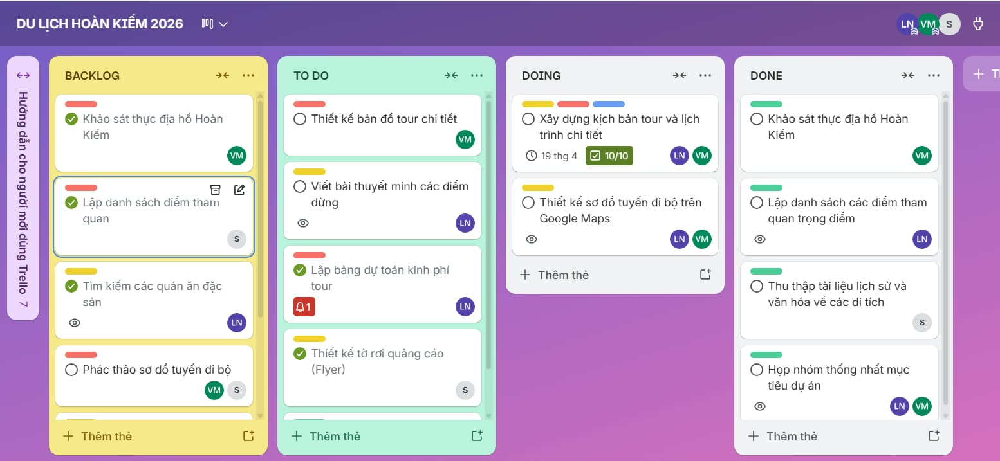 DU LỊCH HOÀN KIẾM 2026
LN
VM
S
Hướng dẫn cho người mới dùng Trello 7
BACKLOG
Khảo sát thực địa hồ Hoàn
Kiếm
VM
Lập danh sách điểm tham
quan
S
Tìm kiếm các quán ăn đặc
sản
LN
Phác thảo sơ đồ tuyến đi bộ
VM
S
Thêm thẻ
TO DO
Thiết kế bản đồ tour chi tiết
VM
Viết bài thuyết minh các điểm
dừng
LN
Lập bảng dự toán kinh phí
tour
1
LN
Thiết kế tờ rơi quảng cáo
(Flyer)
S
Thêm thẻ
DOING
Xây dựng kịch bản tour và lịch
trình chi tiết
19 thg 4
10/10
LN
VM
Thiết kế sơ đồ tuyến đi bộ trên
Google Maps
LN
VM
Thêm thẻ
DONE
Khảo sát thực địa hồ Hoàn
Kiếm
VM
Lập danh sách các điểm tham
quan trọng điểm
LN
Thu thập tài liệu lịch sử và
văn hóa về các di tích
S
Họp nhóm thống nhất mục
tiêu dự án
LN
VM
Thêm thẻ